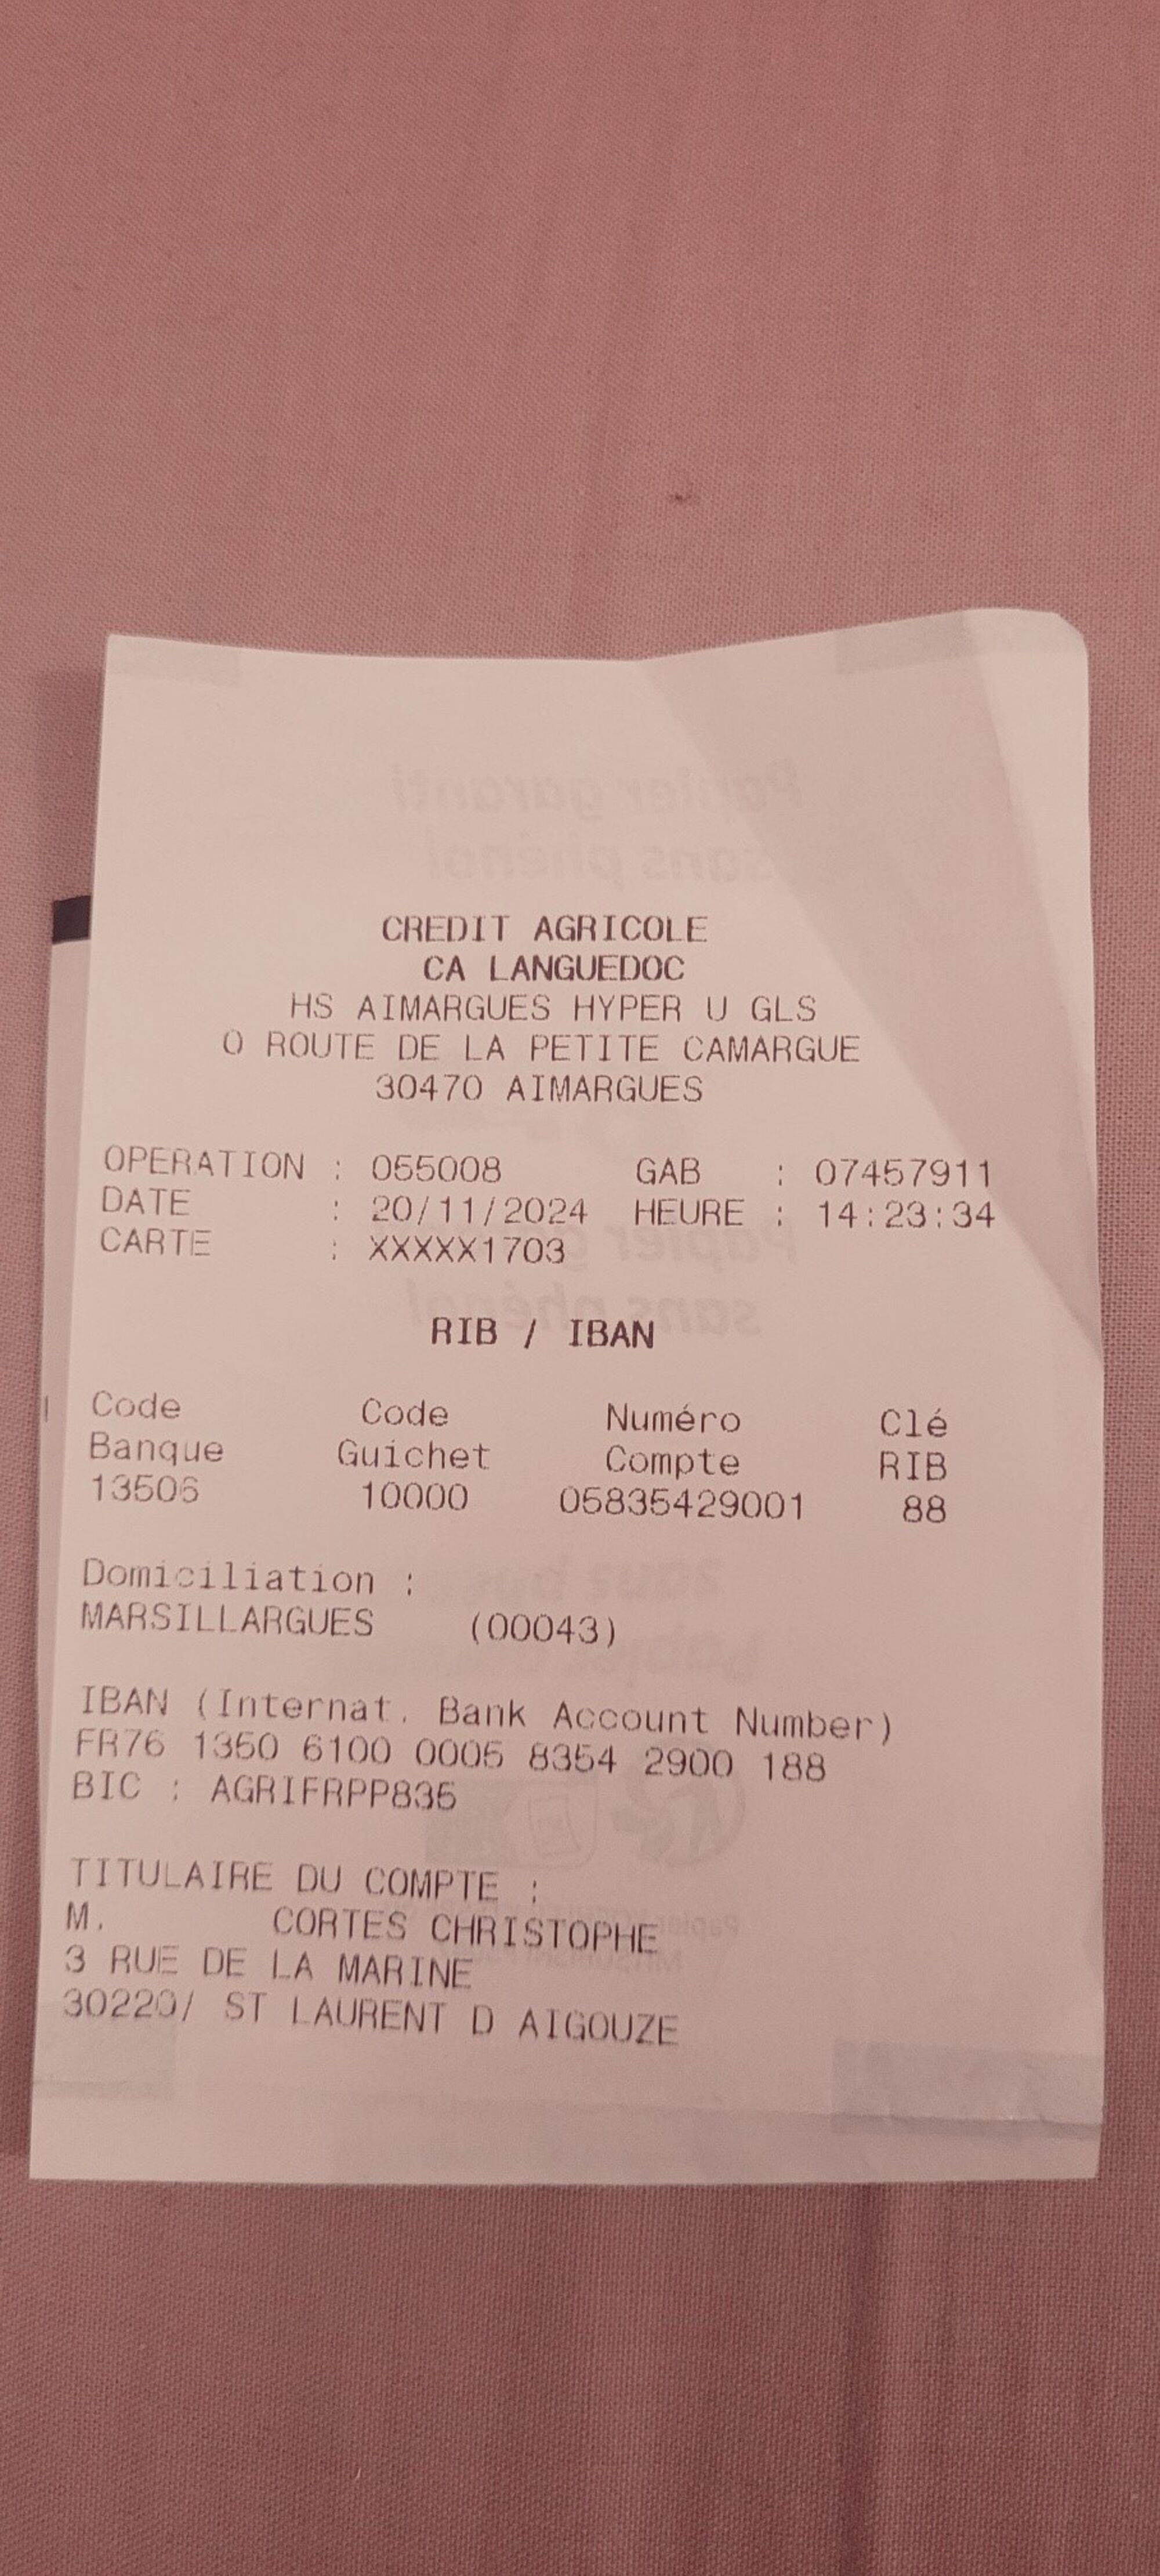 CREDIT AGRICOLE
CA LANGUEDOC
HS AIMARGUES HYPER U GLS
0 ROUTE DE LA PETITE CAMARGUE
30470 AIMARGUES
OPERATION : 055008 GAB : 07457911
DATE : 20/11/2024 HEURE : 14:23:34
CARTE : XXXXX1703
RIB / IBAN
Code Code Numéro Clé
Banque Guichet Compte RIB
13506 10000 05835429001 88
Domiciliation :
MARSILLARGUES (00043)
IBAN (Internat. Bank Account Number)
FR76 1350 6100 0005 8354 2900 188
BIC : AGRIFRPP835
TITULAIRE DU COMPTE :
M. CORTES CHRISTOPHE
3 RUE DE LA MARINE
30220/ ST LAURENT D AIGOUZE